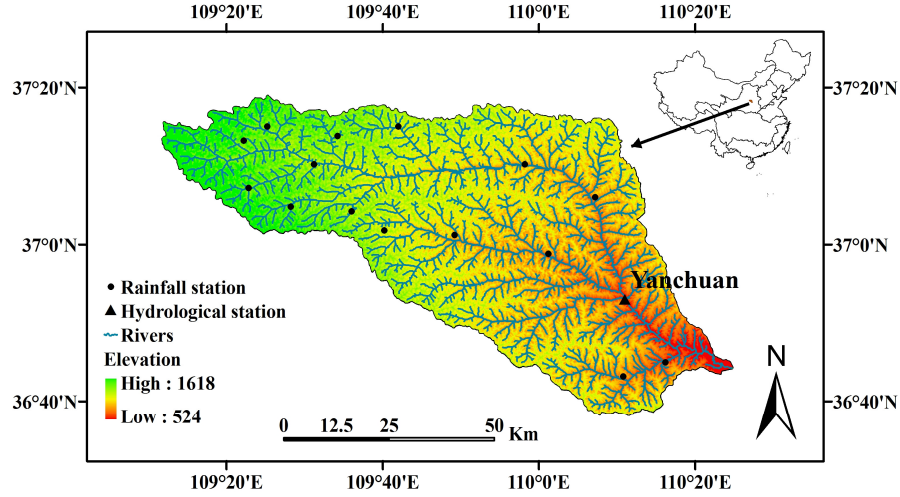 109°20'E 109°40'E 110°0'E 110°20'E
37°20'N 37°20'N
37°0'N 37°0'N
36°40'N 36°40'N
Yanchuan
Rainfall station
Hydrological station
Rivers
Elevation
High : 1618
Low : 524
0 12.5 25 50
Km
N
109°20'E 109°40'E 110°0'E 110°20'E